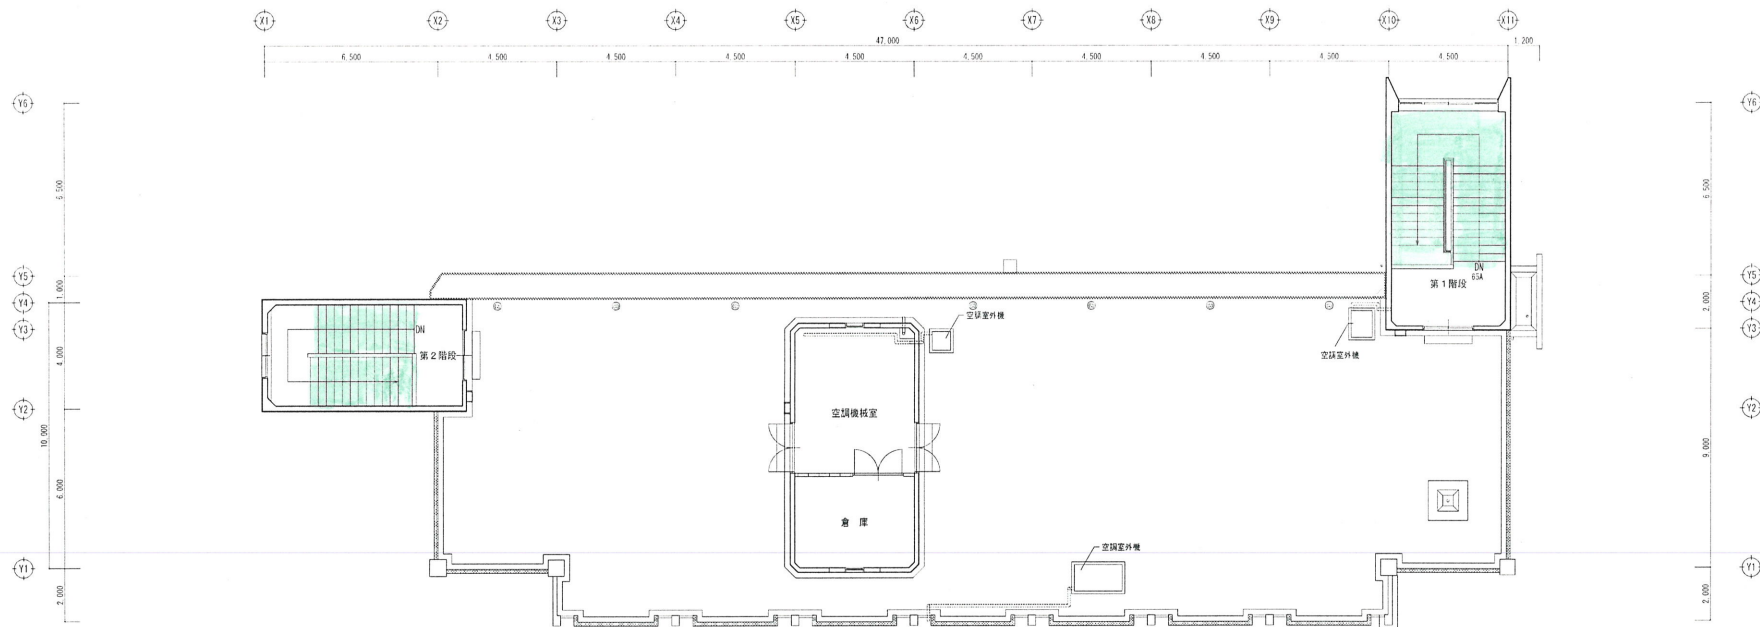 X1 X2 X3 X4 X5 X6 X7 X8 X9 X10 X11
47,000
1,200
6,500 4,500 4,500 4,500 4,500 4,500 4,500 4,500 4,500 4,500
Y6 Y6
6,500
Y5 Y5
1,000
DN
65A
第1階段
Y4 Y4
2,000
空調室外機
Y3 Y3
DN
第2階段
空調室外機
4,000
Y2 Y2
空調機械室
10,000
9,000
6,000
倉 庫
空調室外機
Y1 Y1
2,000 2,000